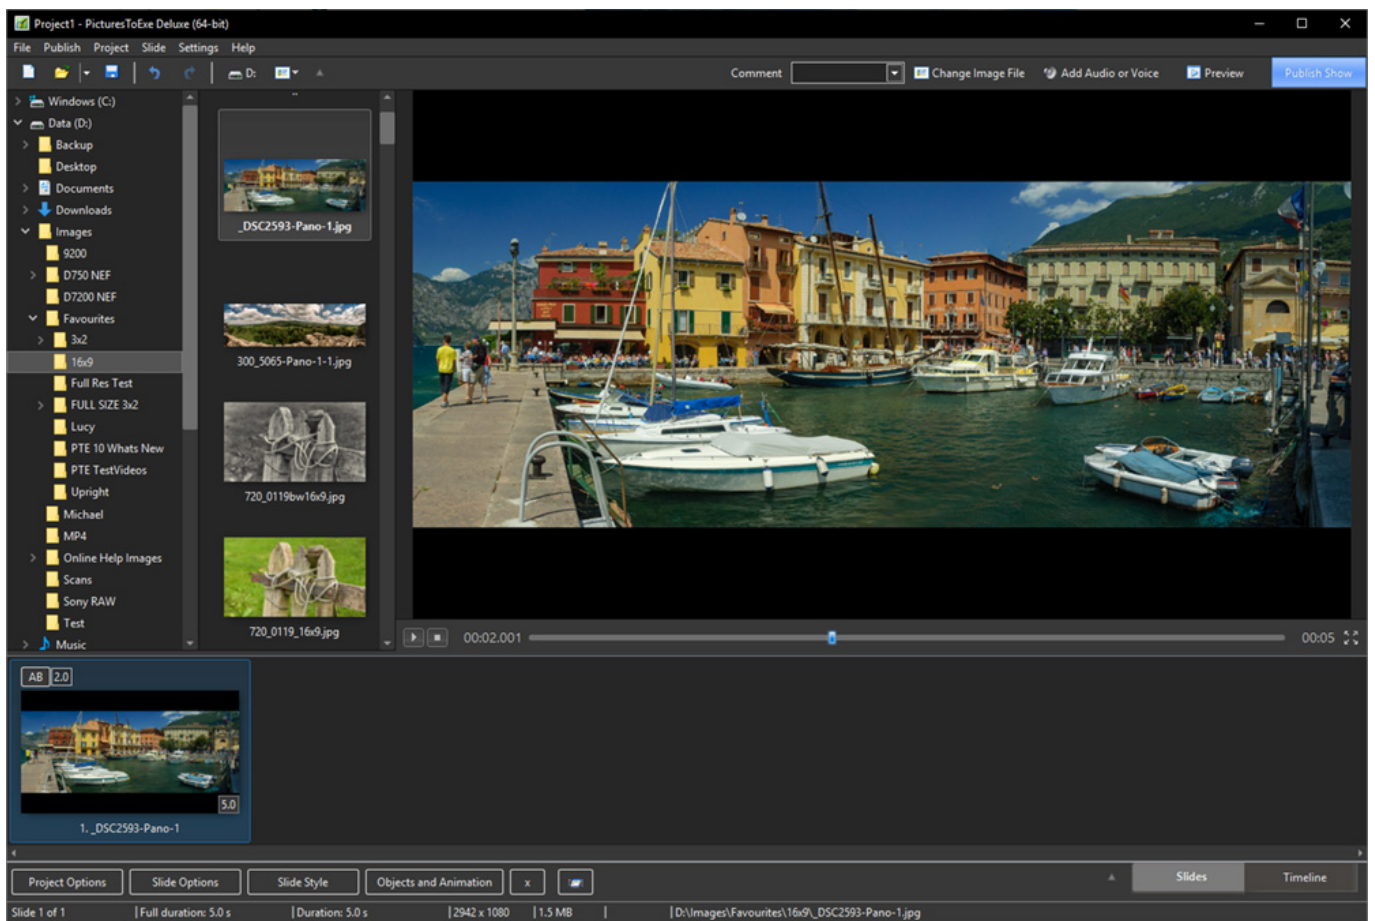 Project1 - PicturesToExe Deluxe (64-bit)
File Publish Project Slide Settings Help
D: Comment Change Image File Add Audio or Voice Preview Publish Show
Windows (C:)
Data (D:)
Backup
Desktop
Documents
Downloads
Images
9200
D750 NEF
D7200 NEF
Favourites
3x2
16x9
Full Res Test
FULL SIZE 3x2
Lucy
PTE 10 Whats New
PTE TestVideos
Upright
Michael
MP4
Online Help Images
Scans
Sony RAW
Test
Music
..
_DSC2593-Pano-1.jpg
300_5065-Pano-1-1.jpg
720_0119bw16x9.jpg
720_0119_16x9.jpg
00:02.001 00:05
AB 2.0
5.0
1. _DSC2593-Pano-1
Project Options Slide Options Slide Style Objects and Animation x Slides Timeline
Slide 1 of 1 Full duration: 5.0 s Duration: 5.0 s 2942 x 1080 1.5 MB D:\Images\Favourites\16x9\_DSC2593-Pano-1.jpg